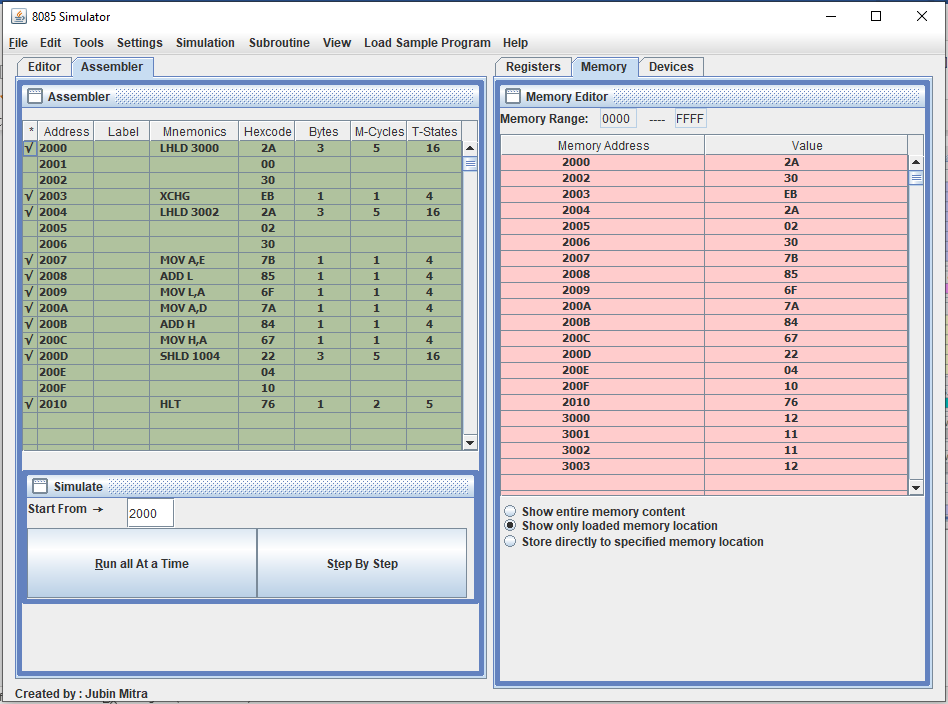 8085 Simulator
File Edit Tools Settings Simulation Subroutine View Load Sample Program Help
Editor Assembler
Assembler
* Address Label Mnemonics Hexcode Bytes M-Cycles T-States
√ 2000 LHLD 3000 2A 3 5 16
2001 00
2002 30
√ 2003 XCHG EB 1 1 4
√ 2004 LHLD 3002 2A 3 5 16
2005 02
2006 30
√ 2007 MOV A,E 7B 1 1 4
√ 2008 ADD L 85 1 1 4
√ 2009 MOV L,A 6F 1 1 4
√ 200A MOV A,D 7A 1 1 4
√ 200B ADD H 84 1 1 4
√ 200C MOV H,A 67 1 1 4
√ 200D SHLD 1004 22 3 5 16
200E 04
200F 10
√ 2010 HLT 76 1 2 5
Simulate
Start From → 2000
Run all At a Time Step By Step
Created by : Jubin Mitra
Registers Memory Devices
Memory Editor
Memory Range: 0000 ---- FFFF
Memory Address Value
2000 2A
2002 30
2003 EB
2004 2A
2005 02
2006 30
2007 7B
2008 85
2009 6F
200A 7A
200B 84
200C 67
200D 22
200E 04
200F 10
2010 76
3000 12
3001 11
3002 11
3003 12
Show entire memory content
Show only loaded memory location
Store directly to specified memory location